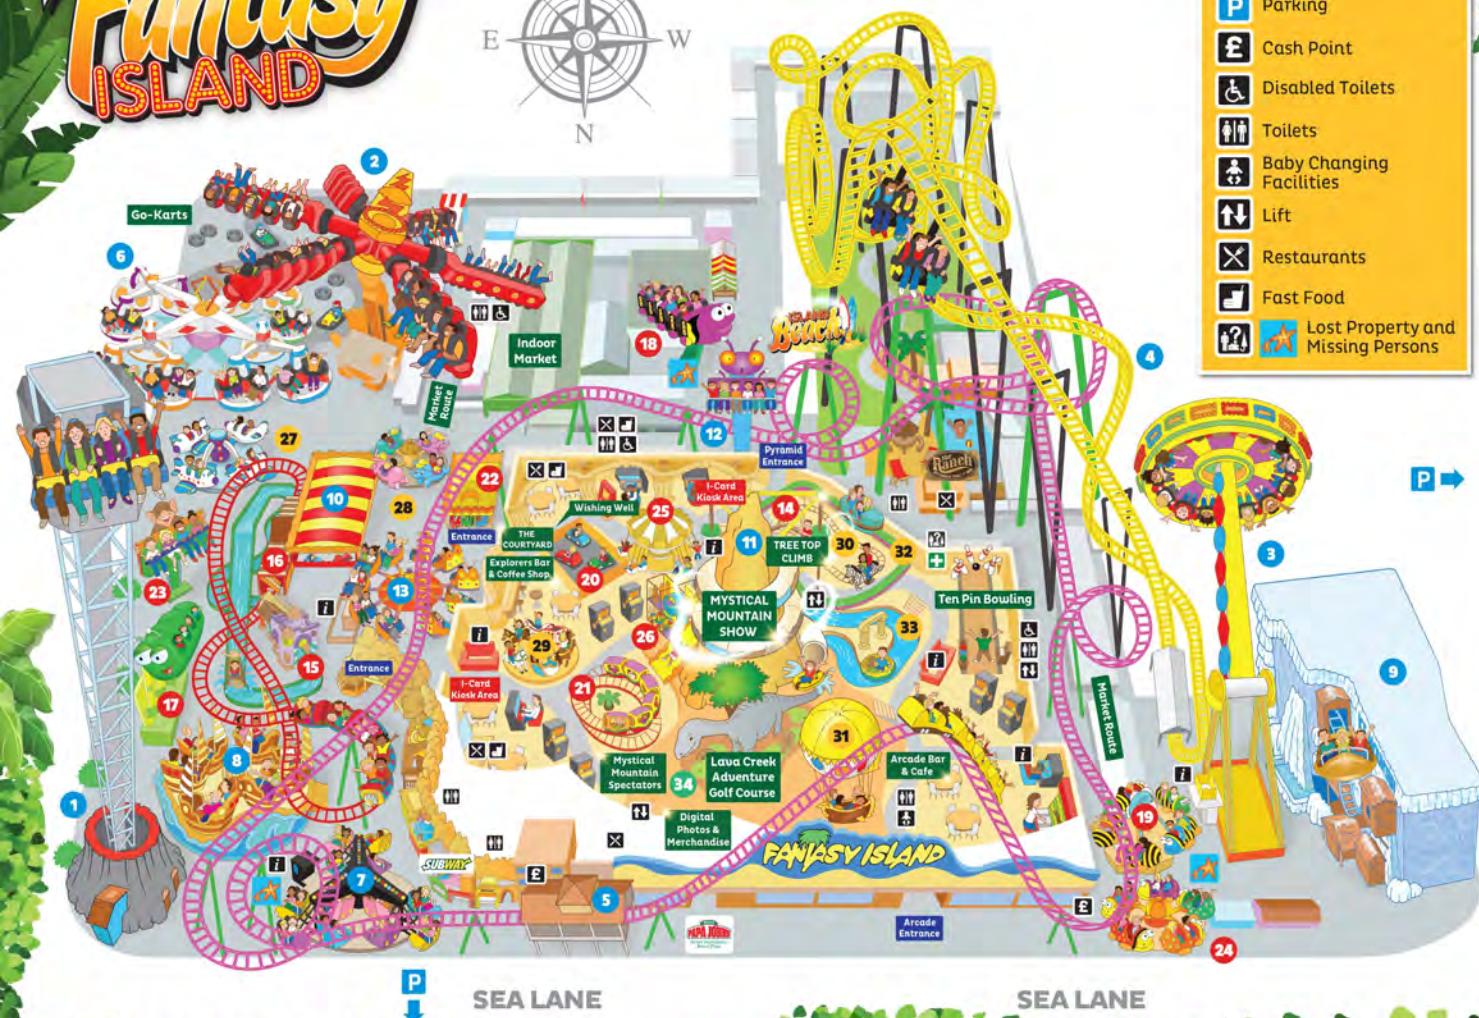 Fantasy
ISLAND
E
W
N
P Parking
£ Cash Point
Disabled Toilets
Toilets
Baby Changing
Facilities
Lift
Restaurants
Fast Food
Lost Property and
Missing Persons
2
Go-Karts
6
Indoor
Market
Market
Route
18
ISLAND
Beach
4
12
Pyramid
Entrance
27
10
28
22
Entrance
Wishing Well
THE
COURTYARD
Explorers Bar
& Coffee Shop
25
I-Card
Kiosk Area
i
11
14
TREE TOP
CLIMB
30
32
The
Ranch
3
P
23
16
13
i
20
MYSTICAL
MOUNTAIN
SHOW
Ten Pin Bowling
33
i
29
26
i
15
Entrance
I-Card
Kiosk Area
21
17
8
31
Market Route
9
Mystical
Mountain
Spectators
34
Lava Creek
Adventure
Golf Course
Arcade Bar
& Cafe
i
i
1
Digital
Photos &
Merchandise
19
FANTASY ISLAND
SUBWAY
i
7
£
5
PAPA JOHN'S
Arcade
Entrance
£
24
P
SEA LANE
SEA LANE